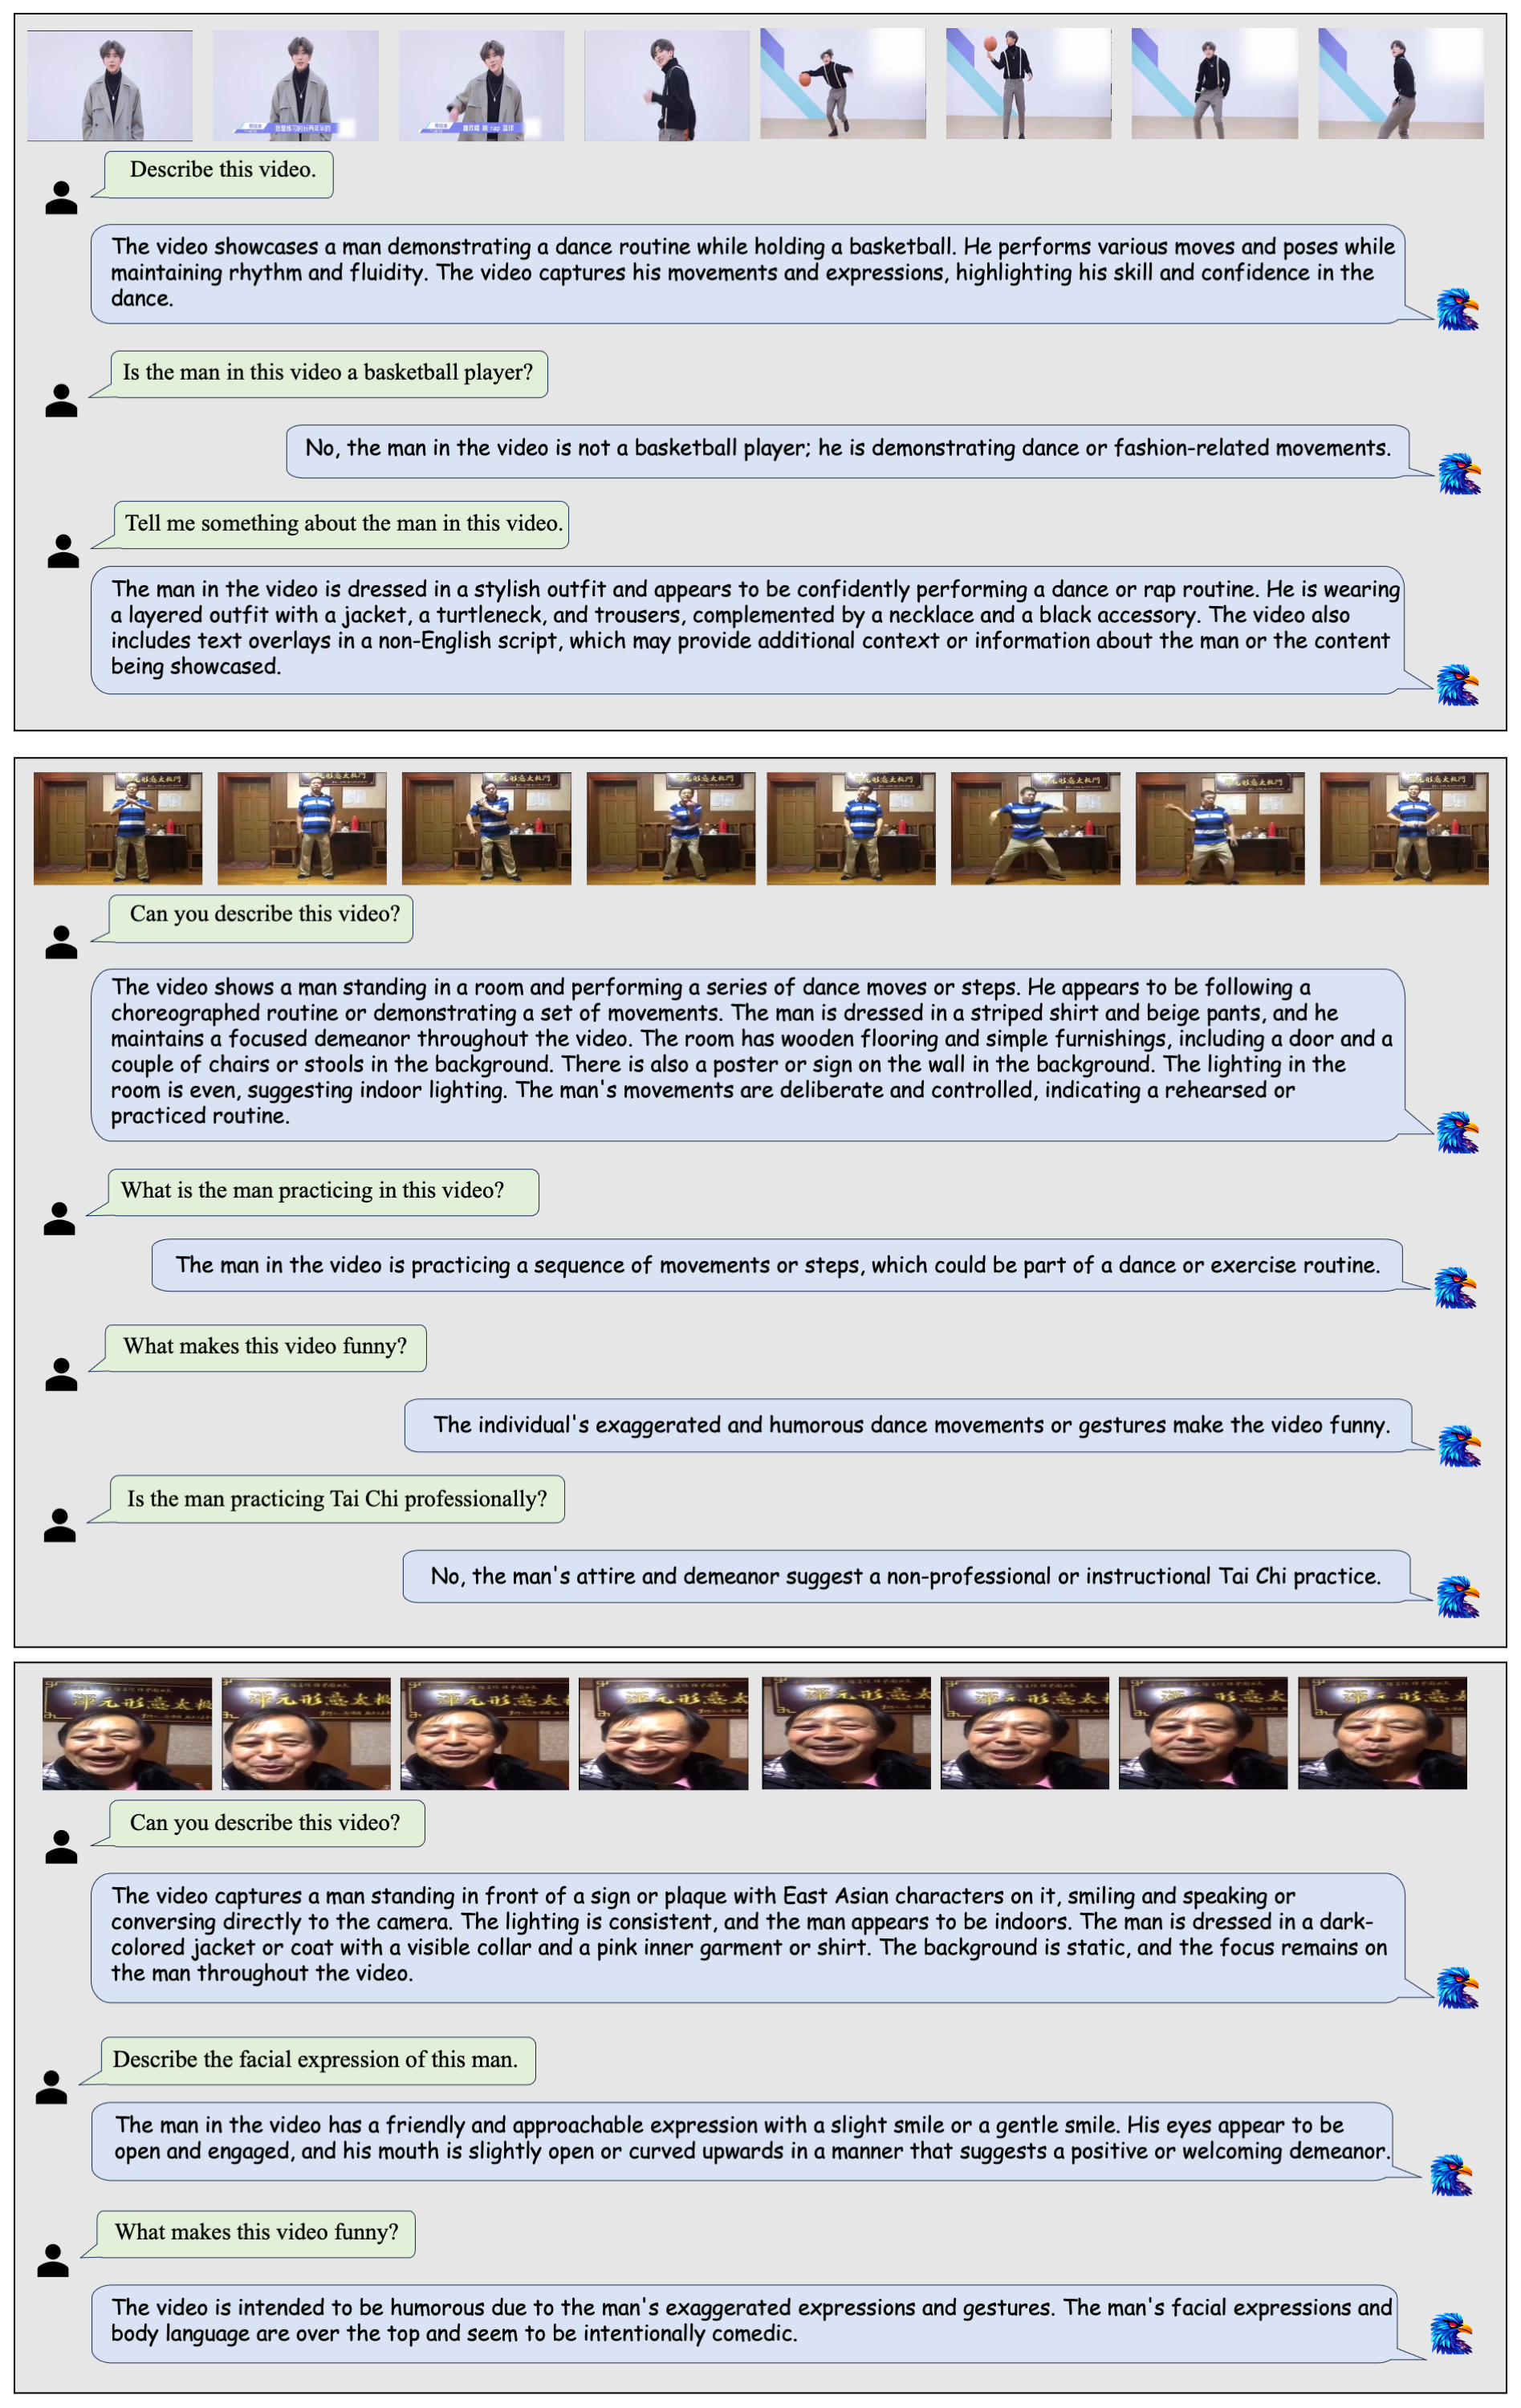 喜欢唱 跳 rap 篮球
Describe this video.
The video showcases a man demonstrating a dance routine while holding a basketball. He performs various moves and poses while
maintaining rhythm and fluidity. The video captures his movements and expressions, highlighting his skill and confidence in the
dance.
Is the man in this video a basketball player?
No, the man in the video is not a basketball player; he is demonstrating dance or fashion-related movements.
Tell me something about the man in this video.
The man in the video is dressed in a stylish outfit and appears to be confidently performing a dance or rap routine. He is wearing
a layered outfit with a jacket, a turtleneck, and trousers, complemented by a necklace and a black accessory. The video also
includes text overlays in a non-English script, which may provide additional context or information about the man or the content
being showcased.
Can you describe this video?
The video shows a man standing in a room and performing a series of dance moves or steps. He appears to be following a
choreographed routine or demonstrating a set of movements. The man is dressed in a striped shirt and beige pants, and he
maintains a focused demeanor throughout the video. The room has wooden flooring and simple furnishings, including a door and a
couple of chairs or stools in the background. There is also a poster or sign on the wall in the background. The lighting in the
room is even, suggesting indoor lighting. The man's movements are deliberate and controlled, indicating a rehearsed or
practiced routine.
What is the man practicing in this video?
The man in the video is practicing a sequence of movements or steps, which could be part of a dance or exercise routine.
What makes this video funny?
The individual's exaggerated and humorous dance movements or gestures make the video funny.
Is the man practicing Tai Chi professionally?
No, the man's attire and demeanor suggest a non-professional or instructional Tai Chi practice.
Can you describe this video?
The video captures a man standing in front of a sign or plaque with East Asian characters on it, smiling and speaking or
conversing directly to the camera. The lighting is consistent, and the man appears to be indoors. The man is dressed in a dark-
colored jacket or coat with a visible collar and a pink inner garment or shirt. The background is static, and the focus remains on
the man throughout the video.
Describe the facial expression of this man.
The man in the video has a friendly and approachable expression with a slight smile or a gentle smile. His eyes appear to be
open and engaged, and his mouth is slightly open or curved upwards in a manner that suggests a positive or welcoming demeanor.
What makes this video funny?
The video is intended to be humorous due to the man's exaggerated expressions and gestures. The man's facial expressions and
body language are over the top and seem to be intentionally comedic.